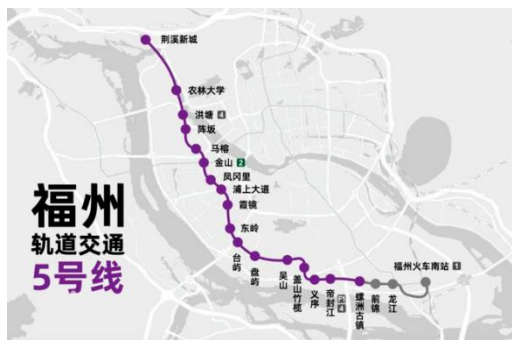 荆溪新城
农林大学
洪塘 4
阵坂
马榕
金山 2
凤冈里
浦上大道
霞镜
东岭
台屿
盘屿
吴山
盖山竹榄
义序
帝封江
4
螺洲古镇
前锦
龙江
福州火车南站 1
福州
轨道交通
5号线